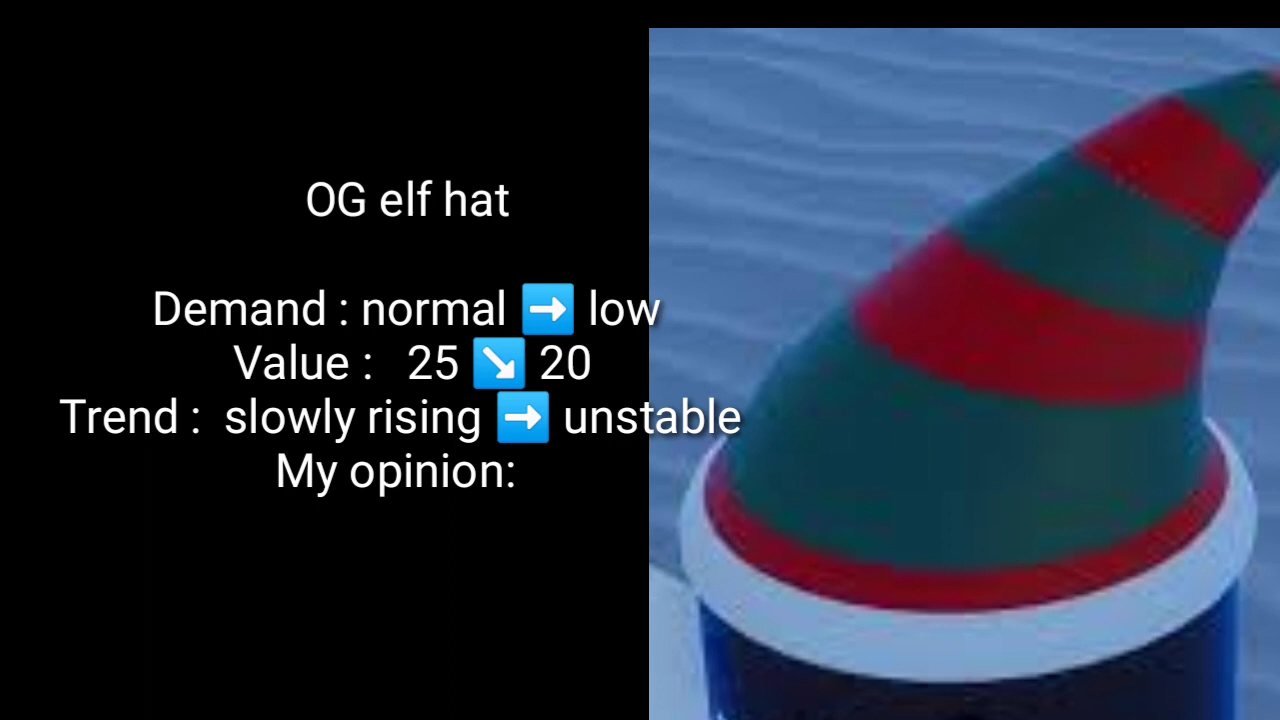 OG elf hat
Demand : normal ➡️ low
Value : 25 ↘️ 20
Trend : slowly rising ➡️ unstable
My opinion: